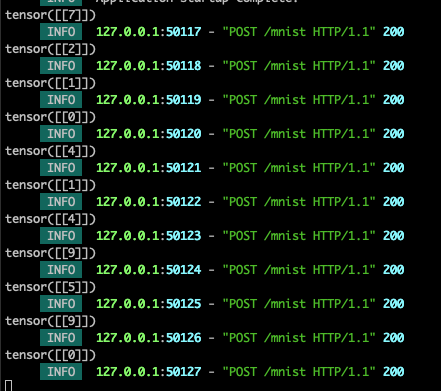 INFO Application startup complete.
tensor([[7]])
INFO 127.0.0.1:50117 - "POST /mnist HTTP/1.1" 200
tensor([[2]])
INFO 127.0.0.1:50118 - "POST /mnist HTTP/1.1" 200
tensor([[1]])
INFO 127.0.0.1:50119 - "POST /mnist HTTP/1.1" 200
tensor([[0]])
INFO 127.0.0.1:50120 - "POST /mnist HTTP/1.1" 200
tensor([[4]])
INFO 127.0.0.1:50121 - "POST /mnist HTTP/1.1" 200
tensor([[1]])
INFO 127.0.0.1:50122 - "POST /mnist HTTP/1.1" 200
tensor([[4]])
INFO 127.0.0.1:50123 - "POST /mnist HTTP/1.1" 200
tensor([[9]])
INFO 127.0.0.1:50124 - "POST /mnist HTTP/1.1" 200
tensor([[5]])
INFO 127.0.0.1:50125 - "POST /mnist HTTP/1.1" 200
tensor([[9]])
INFO 127.0.0.1:50126 - "POST /mnist HTTP/1.1" 200
tensor([[0]])
INFO 127.0.0.1:50127 - "POST /mnist HTTP/1.1" 200